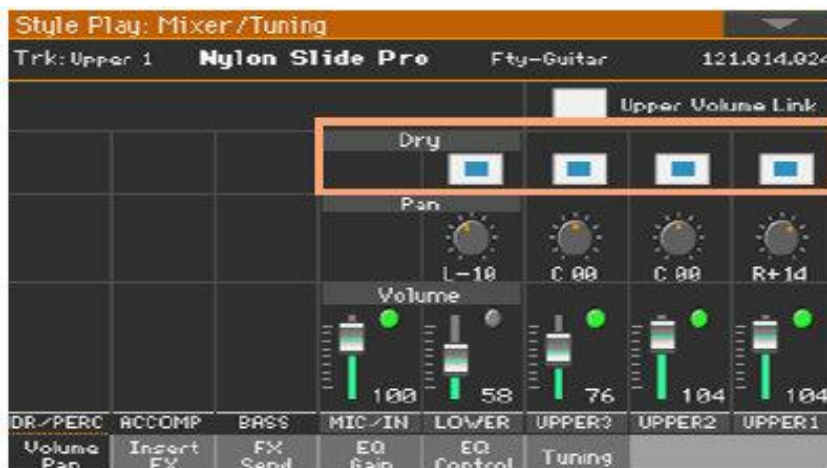 Style Play: Mixer/Tuning
Trk: Upper 1 Nylon Slide Pro Fty-Guitar 121.014.024
Upper Volume Link
Dry
Pan
L-10 C 00 C 00 R+14
Volume
100 58 76 104 104
DR/PERC ACCOMP BASS MIC/IN LOWER UPPER3 UPPER2 UPPER1
Volume Insert FX EQ EQ Tuning
Pan FX Send Gain Control